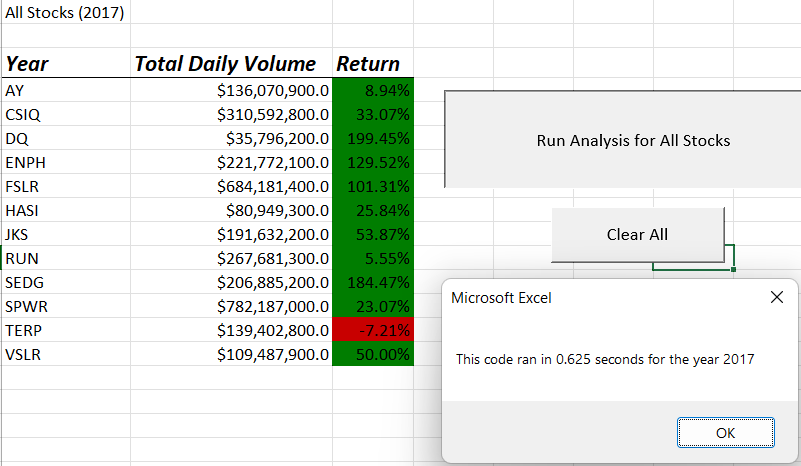 All Stocks (2017)
Year Total Daily Volume Return
AY $136,070,900.0 8.94%
CSIQ $310,592,800.0 33.07%
DQ $35,796,200.0 199.45%
ENPH $221,772,100.0 129.52%
FSLR $684,181,400.0 101.31%
HASI $80,949,300.0 25.84%
JKS $191,632,200.0 53.87%
RUN $267,681,300.0 5.55%
SEDG $206,885,200.0 184.47%
SPWR $782,187,000.0 23.07%
TERP $139,402,800.0 -7.21%
VSLR $109,487,900.0 50.00%
Run Analysis for All Stocks
Clear All
Microsoft Excel
This code ran in 0.625 seconds for the year 2017
OK